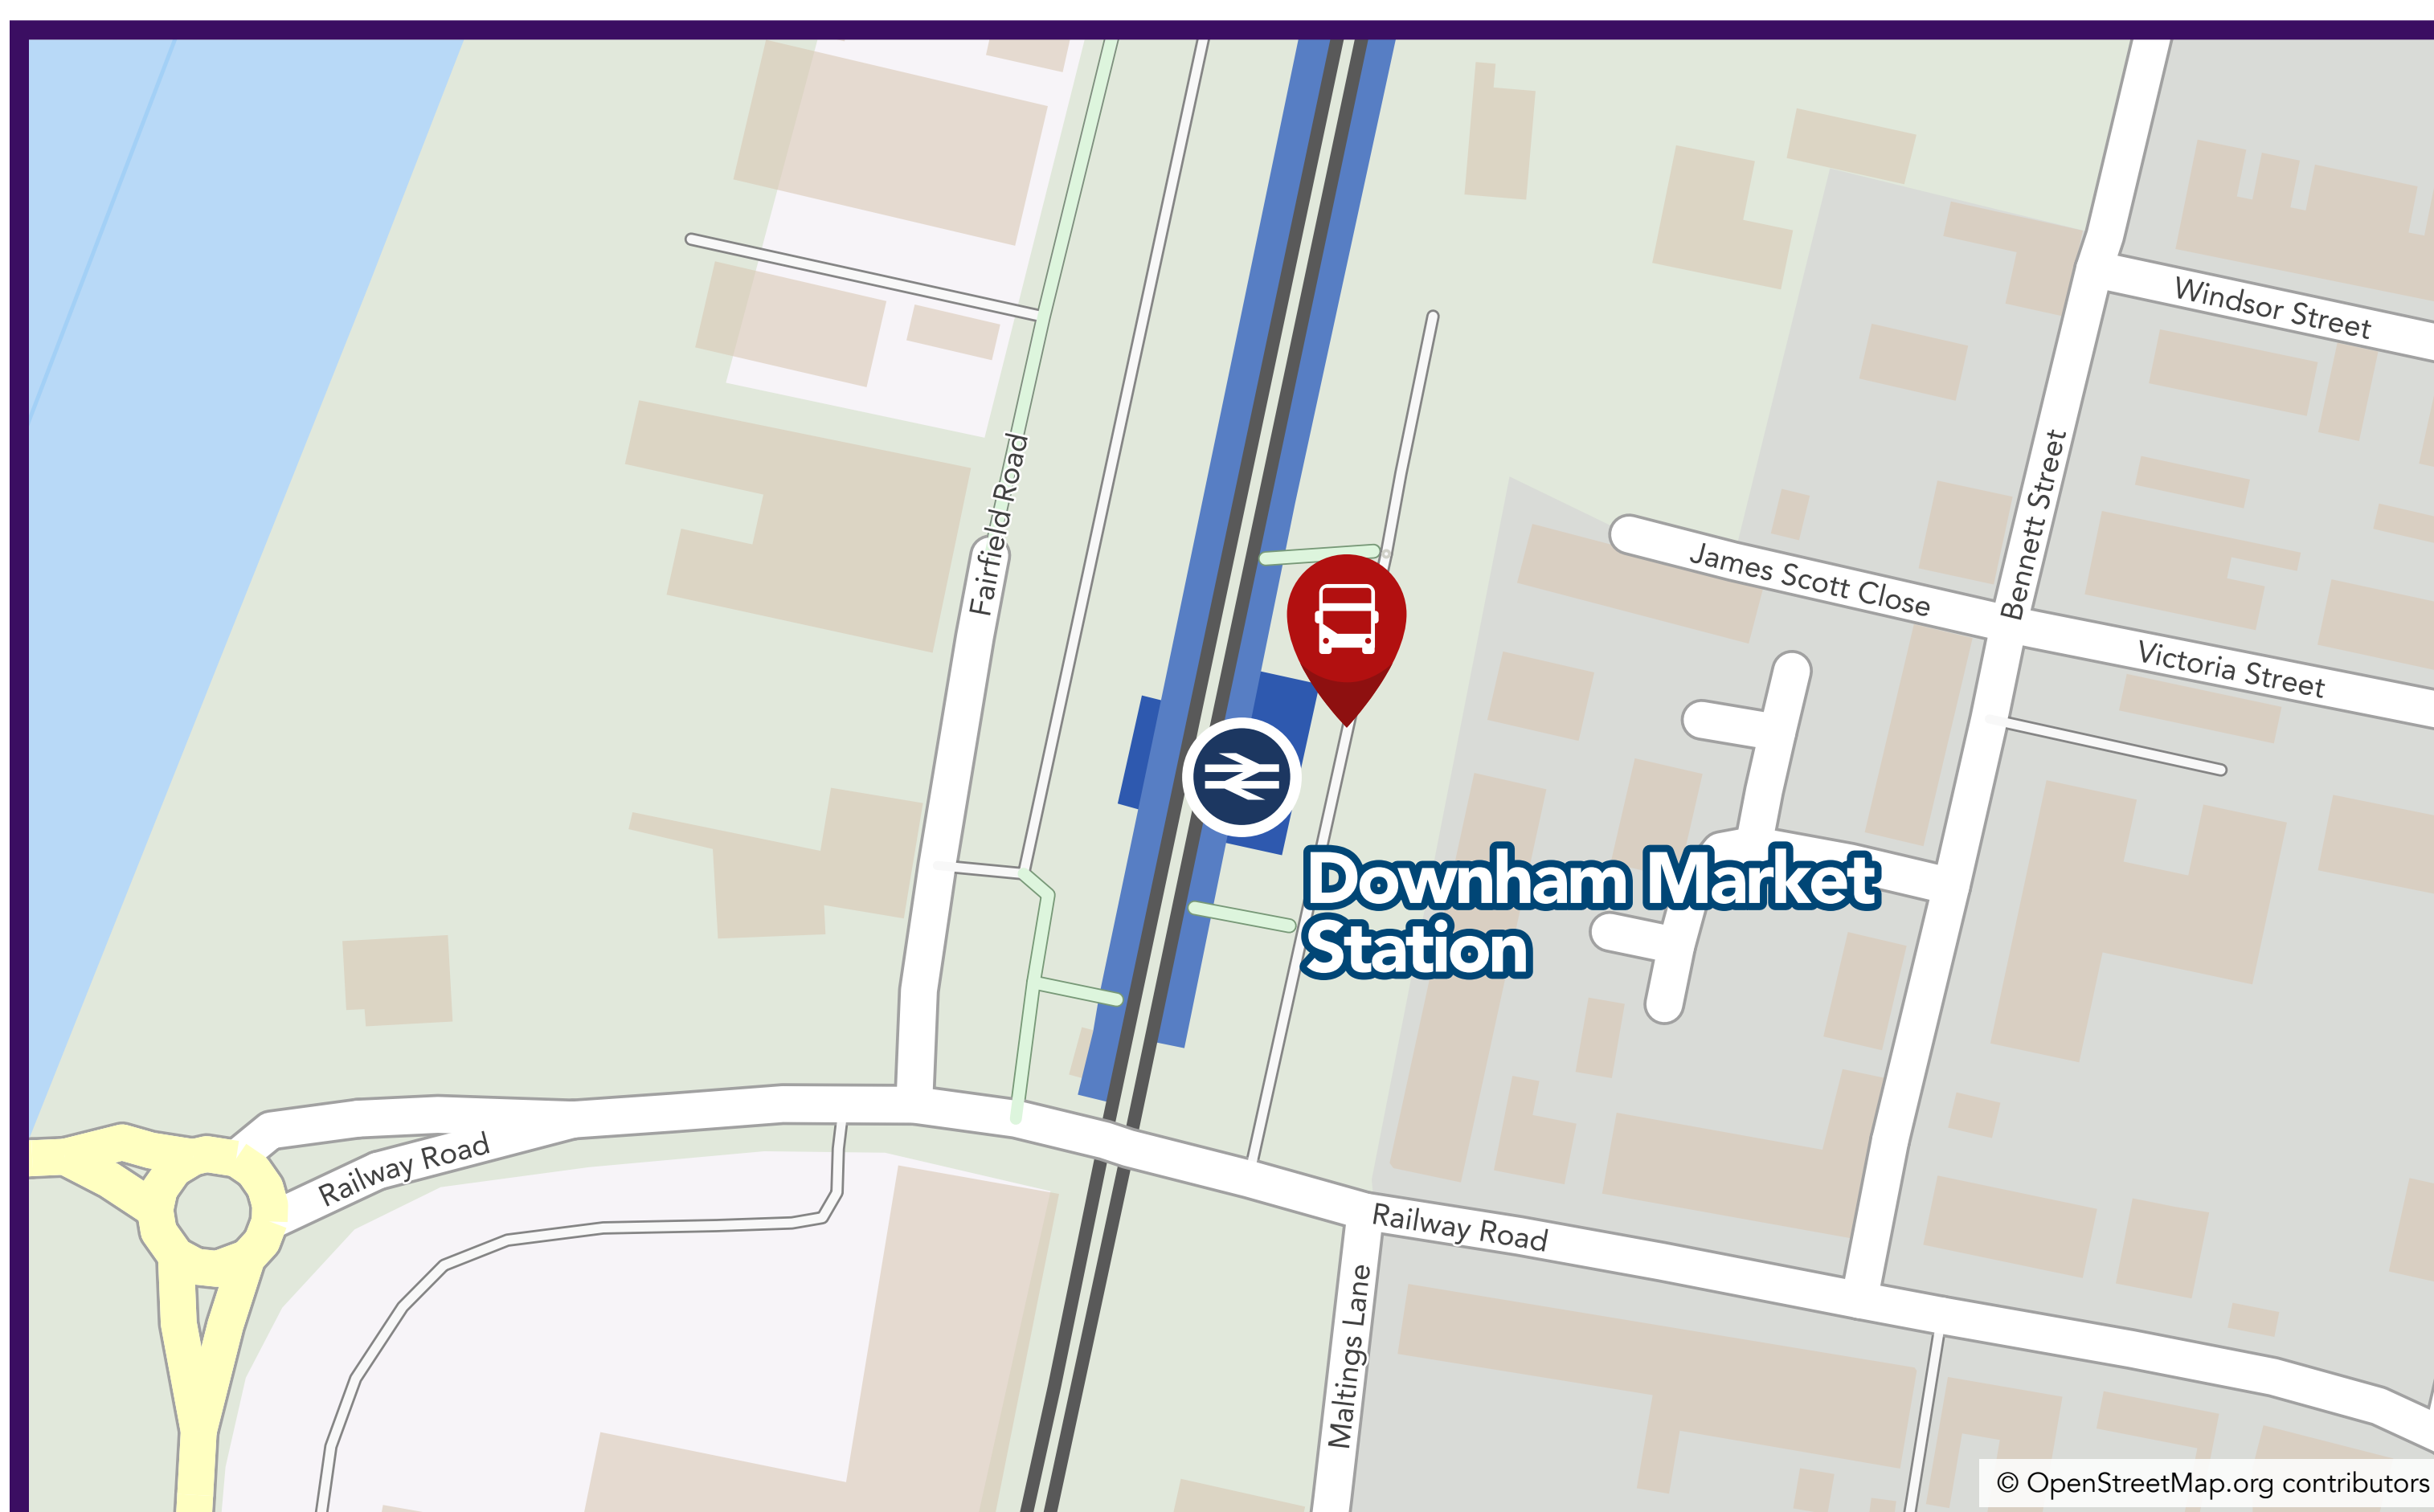 Windsor Street
Fairfield Road
Bennett Street
James Scott Close
Victoria Street
Downham Market
Station
Railway Road
Railway Road
Maltings Lane
© OpenStreetMap.org contributors